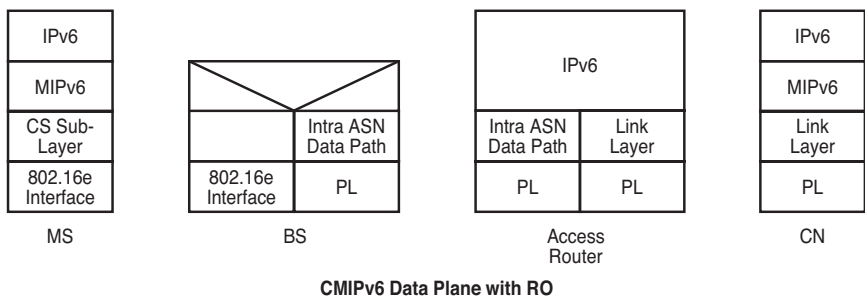 IPv6
MIPv6
CS Sub-
Layer
802.16e
Interface
MS
Intra ASN
Data Path
802.16e
Interface
PL
BS
IPv6
Intra ASN
Data Path
Link
Layer
PL
PL
Access
Router
IPv6
MIPv6
Link
Layer
PL
CN
CMIPv6 Data Plane with RO